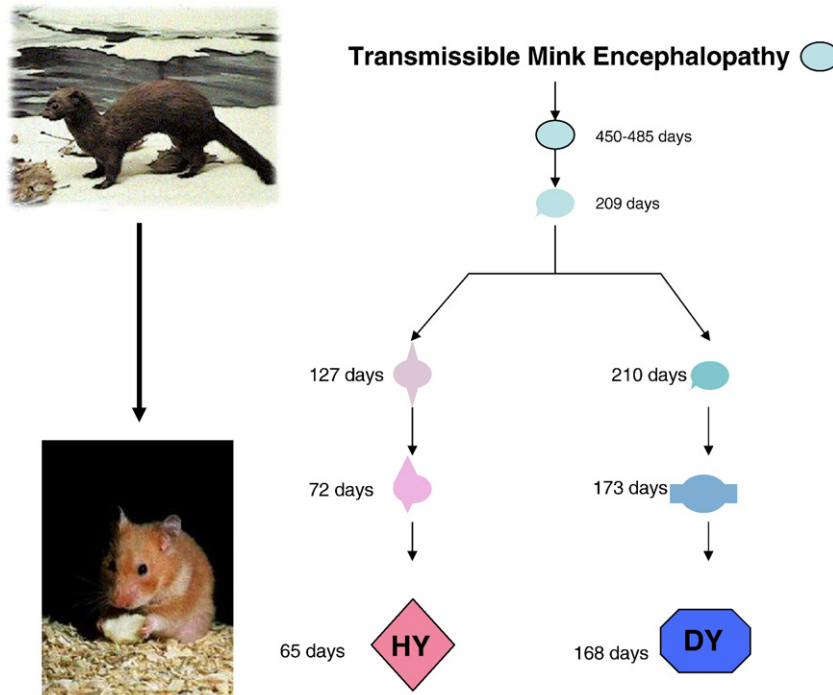 Transmissible Mink Encephalopathy
450-485 days
209 days
127 days
210 days
72 days
173 days
HY
DY
65 days
168 days